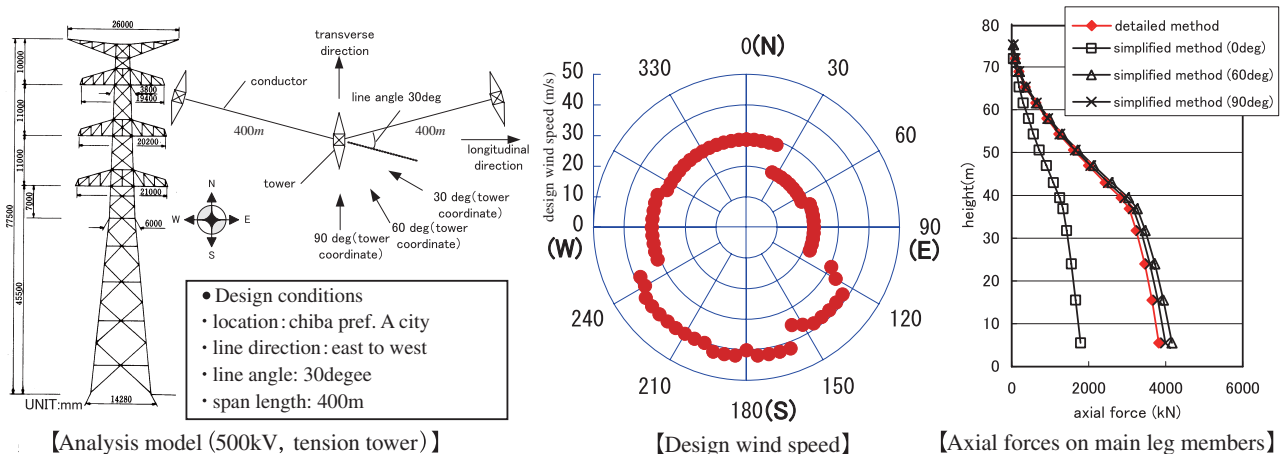 26000
10000
11000
11000
7000
77500
45500
3800
19400
20200
21000
6000
14280
UNIT:mm
transverse
direction
conductor
line angle 30deg
400m
400m
longitudinal
direction
tower
N
W
E
S
30 deg(tower
coordinate)
60 deg(tower
coordinate)
90 deg(tower
coordinate)
• Design conditions
・location:chiba pref. A city
・line direction:east to west
・line angle: 30degee
・span length: 400m
【Analysis model (500kV, tension tower)】
design wind speed (m/s)
50
40
30
20
10
0
0(N)
30
60
90
(E)
120
150
180(S)
210
240
(W)
330
【Design wind speed】
detailed method
simplified method (0deg)
simplified method (60deg)
simplified method (90deg)
height(m)
80
70
60
50
40
30
20
10
0
0
2000
4000
6000
axial force (kN)
【Axial forces on main leg members】